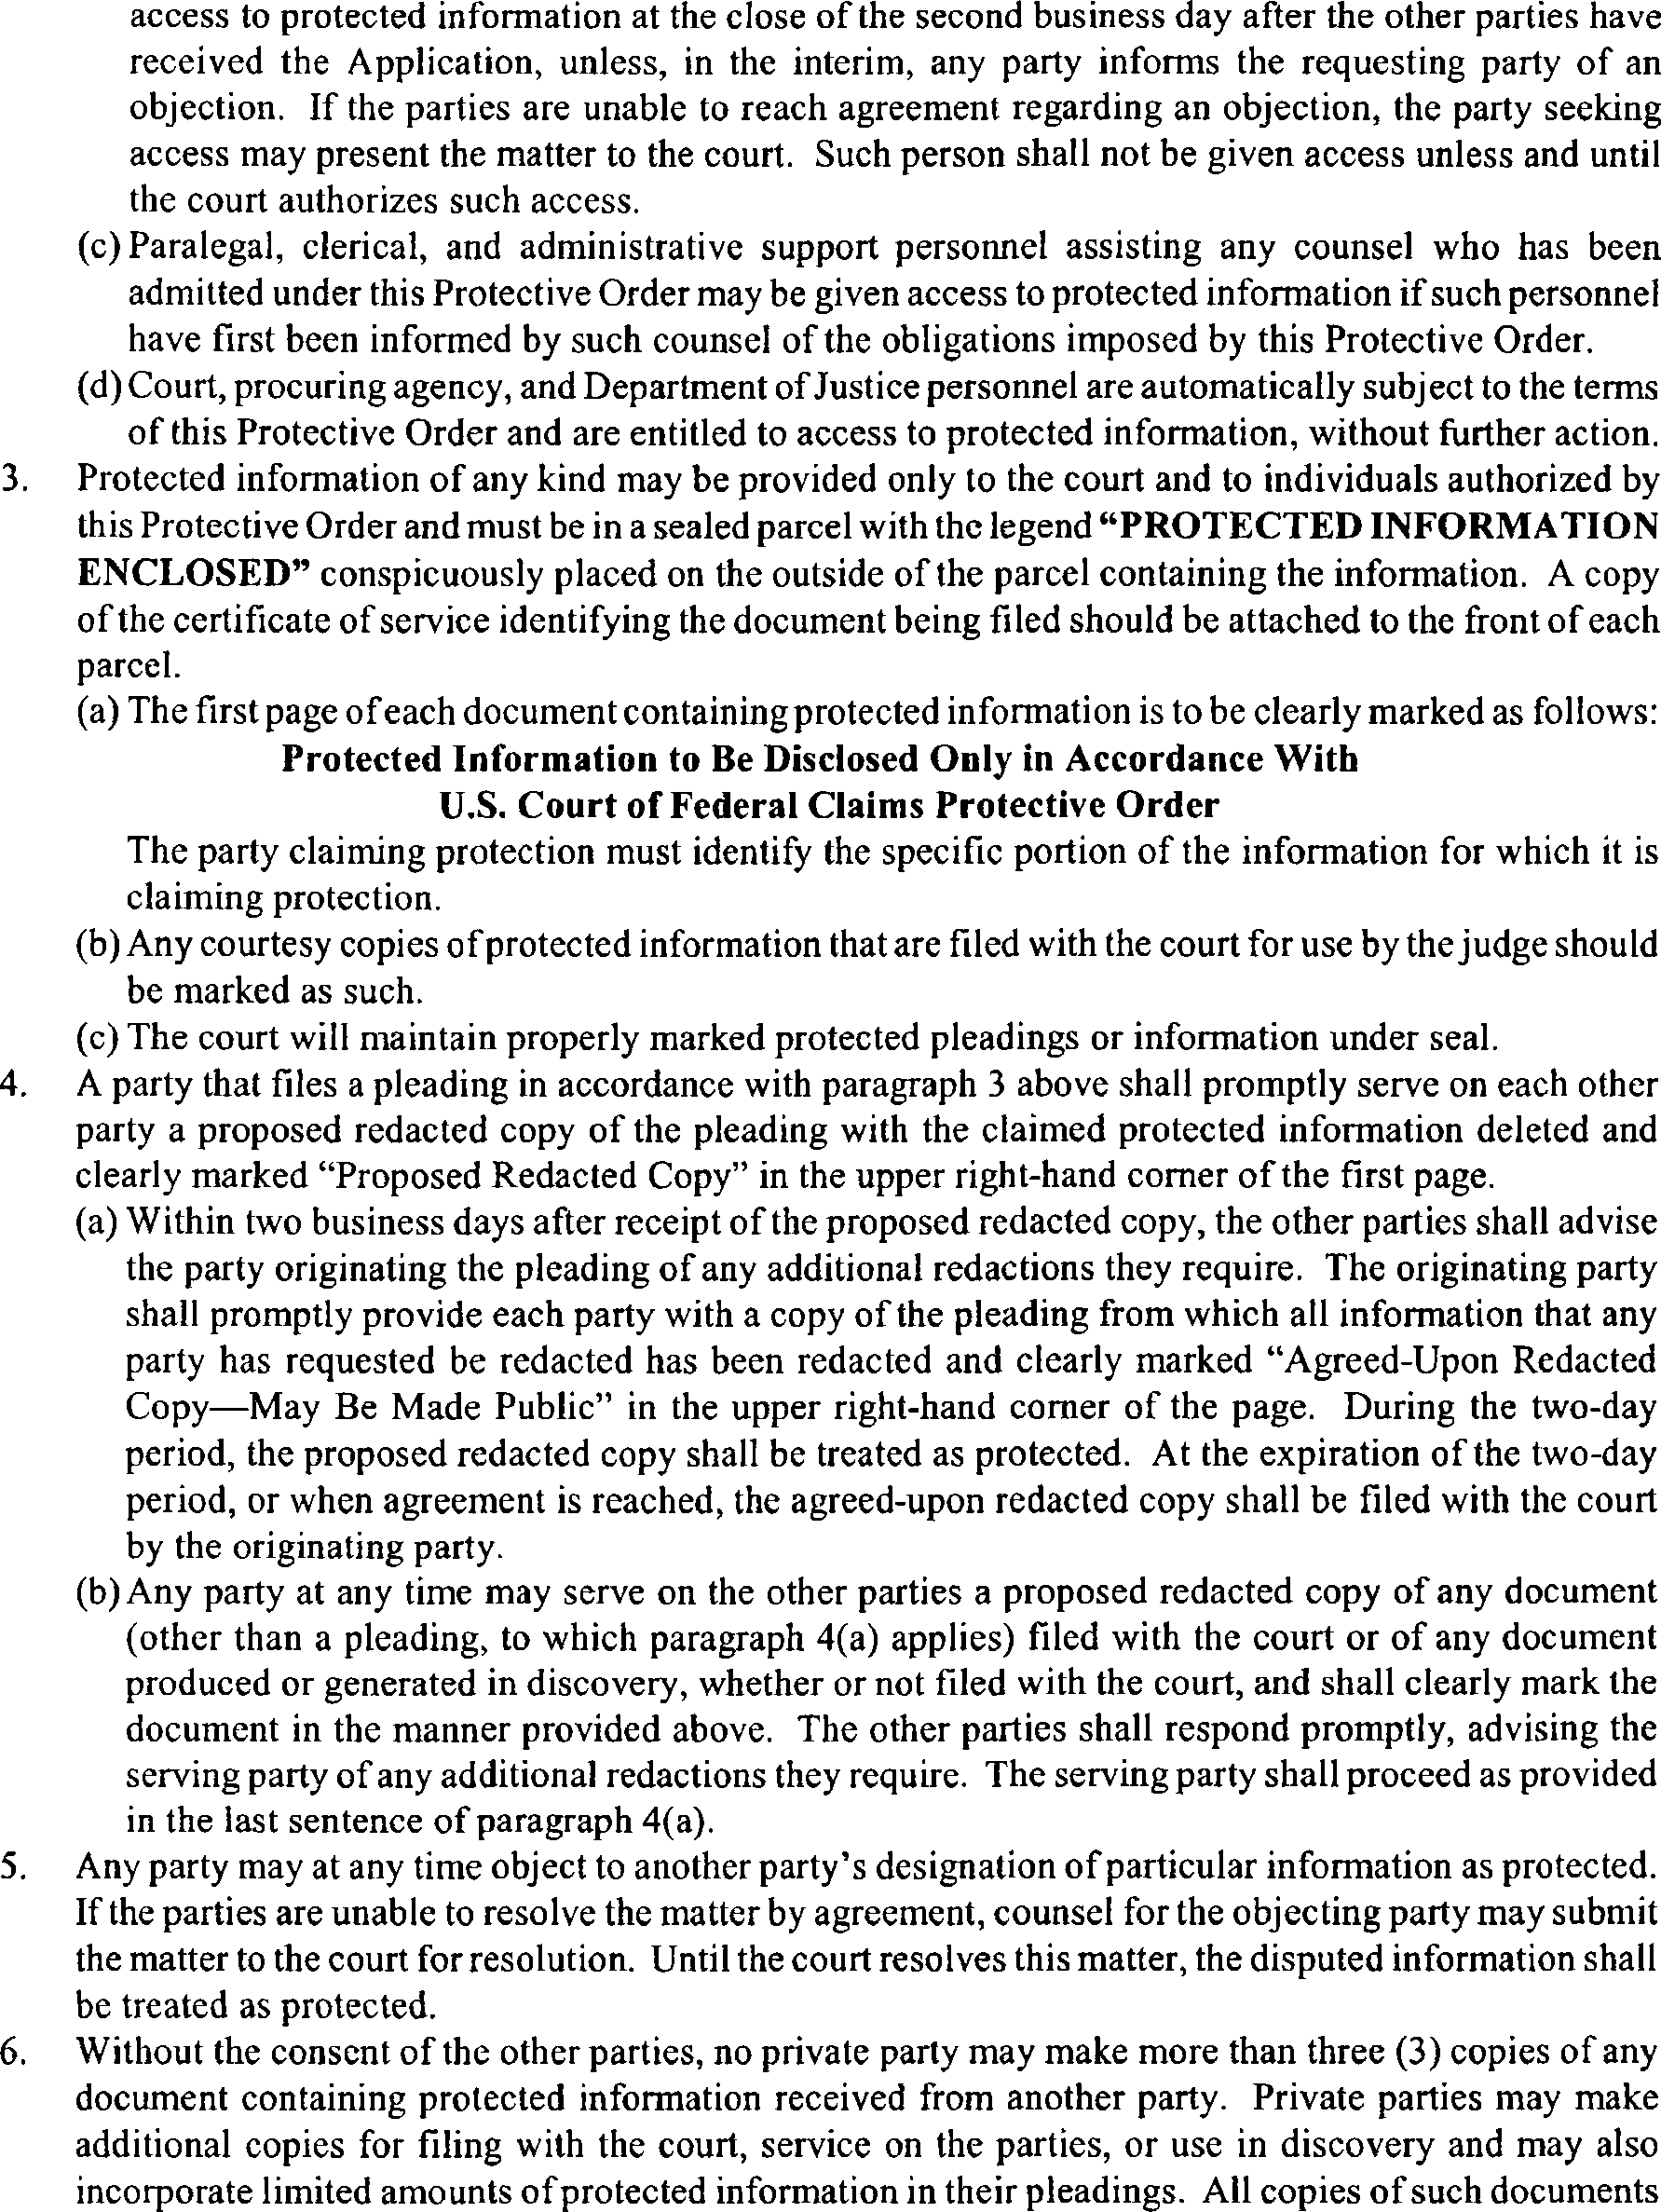 access to protected information at the close of the second business day after the other parties have
received the Application, unless, in the interim, any party informs the requesting party of an
objection. If the parties are unable to reach agreement regarding an objection, the party seeking
access may present the matter to the court. Such person shall not be given access unless and until
the court authorizes such access.
(c) Paralegal, clerical, and administrative support personnel assisting any counsel who has been
admitted under this Protective Order may be given access to protected information if such personnel
have first been informed by such counsel of the obligations imposed by this Protective Order.
(d) Court, procuring agency, and Department of Justice personnel are automatically subject to the terms
of this Protective Order and are entitled to access to protected information, without further action.
3. Protected information of any kind may be provided only to the court and to individuals authorized by
this Protective Order and must be in a sealed parcel with the legend “PROTECTED INFORMATION
ENCLOSED” conspicuously placed on the outside of the parcel containing the information. A copy
of the certificate of service identifying the document being filed should be attached to the front of each
parcel.
(a) The first page of each document containing protected information is to be clearly marked as follows:
Protected Information to Be Disclosed Only in Accordance With
U.S. Court of Federal Claims Protective Order
The party claiming protection must identify the specific portion of the information for which it is
claiming protection.
(b) Any courtesy copies of protected information that are filed with the court for use by the judge should
be marked as such.
(c) The court will maintain properly marked protected pleadings or information under seal.
4. A party that files a pleading in accordance with paragraph 3 above shall promptly serve on each other
party a proposed redacted copy of the pleading with the claimed protected information deleted and
clearly marked “Proposed Redacted Copy” in the upper right-hand corner of the first page.
(a) Within two business days after receipt of the proposed redacted copy, the other parties shall advise
the party originating the pleading of any additional redactions they require. The originating party
shall promptly provide each party with a copy of the pleading from which all information that any
party has requested be redacted has been redacted and clearly marked “Agreed-Upon Redacted
Copy—May Be Made Public” in the upper right-hand corner of the page. During the two-day
period, the proposed redacted copy shall be treated as protected. At the expiration of the two-day
period, or when agreement is reached, the agreed-upon redacted copy shall be filed with the court
by the originating party.
(b) Any party at any time may serve on the other parties a proposed redacted copy of any document
(other than a pleading, to which paragraph 4(a) applies) filed with the court or of any document
produced or generated in discovery, whether or not filed with the court, and shall clearly mark the
document in the manner provided above. The other parties shall respond promptly, advising the
serving party of any additional redactions they require. The serving party shall proceed as provided
in the last sentence of paragraph 4(a).
5. Any party may at any time object to another party’s designation of particular information as protected.
If the parties are unable to resolve the matter by agreement, counsel for the objecting party may submit
the matter to the court for resolution. Until the court resolves this matter, the disputed information shall
be treated as protected.
6. Without the consent of the other parties, no private party may make more than three (3) copies of any
document containing protected information received from another party. Private parties may make
additional copies for filing with the court, service on the parties, or use in discovery and may also
incorporate limited amounts of protected information in their pleadings. All copies of such documents